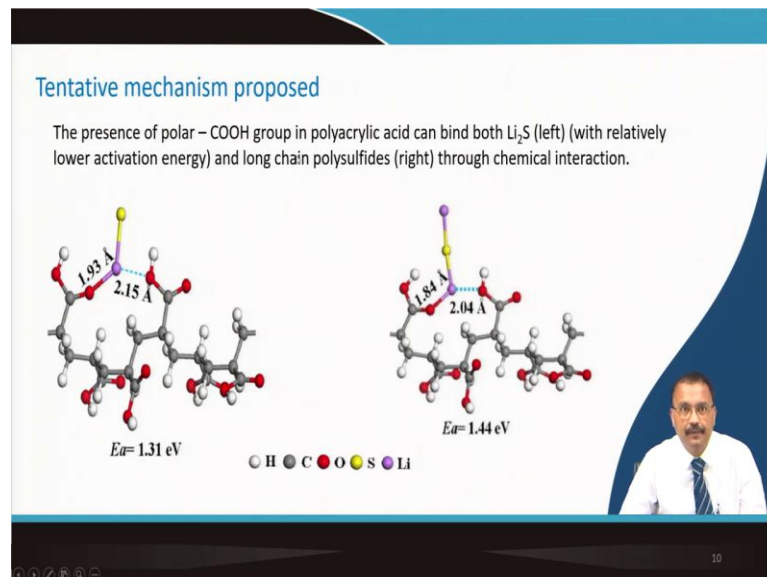 Tentative mechanism proposed
The presence of polar – COOH group in polyacrylic acid can bind both Li₂S (left) (with relatively
lower activation energy) and long chain polysulfides (right) through chemical interaction.
1.93 Å
2.15 Å
Ea= 1.31 eV
1.84 Å
2.04 Å
Ea= 1.44 eV
H C O S Li
10